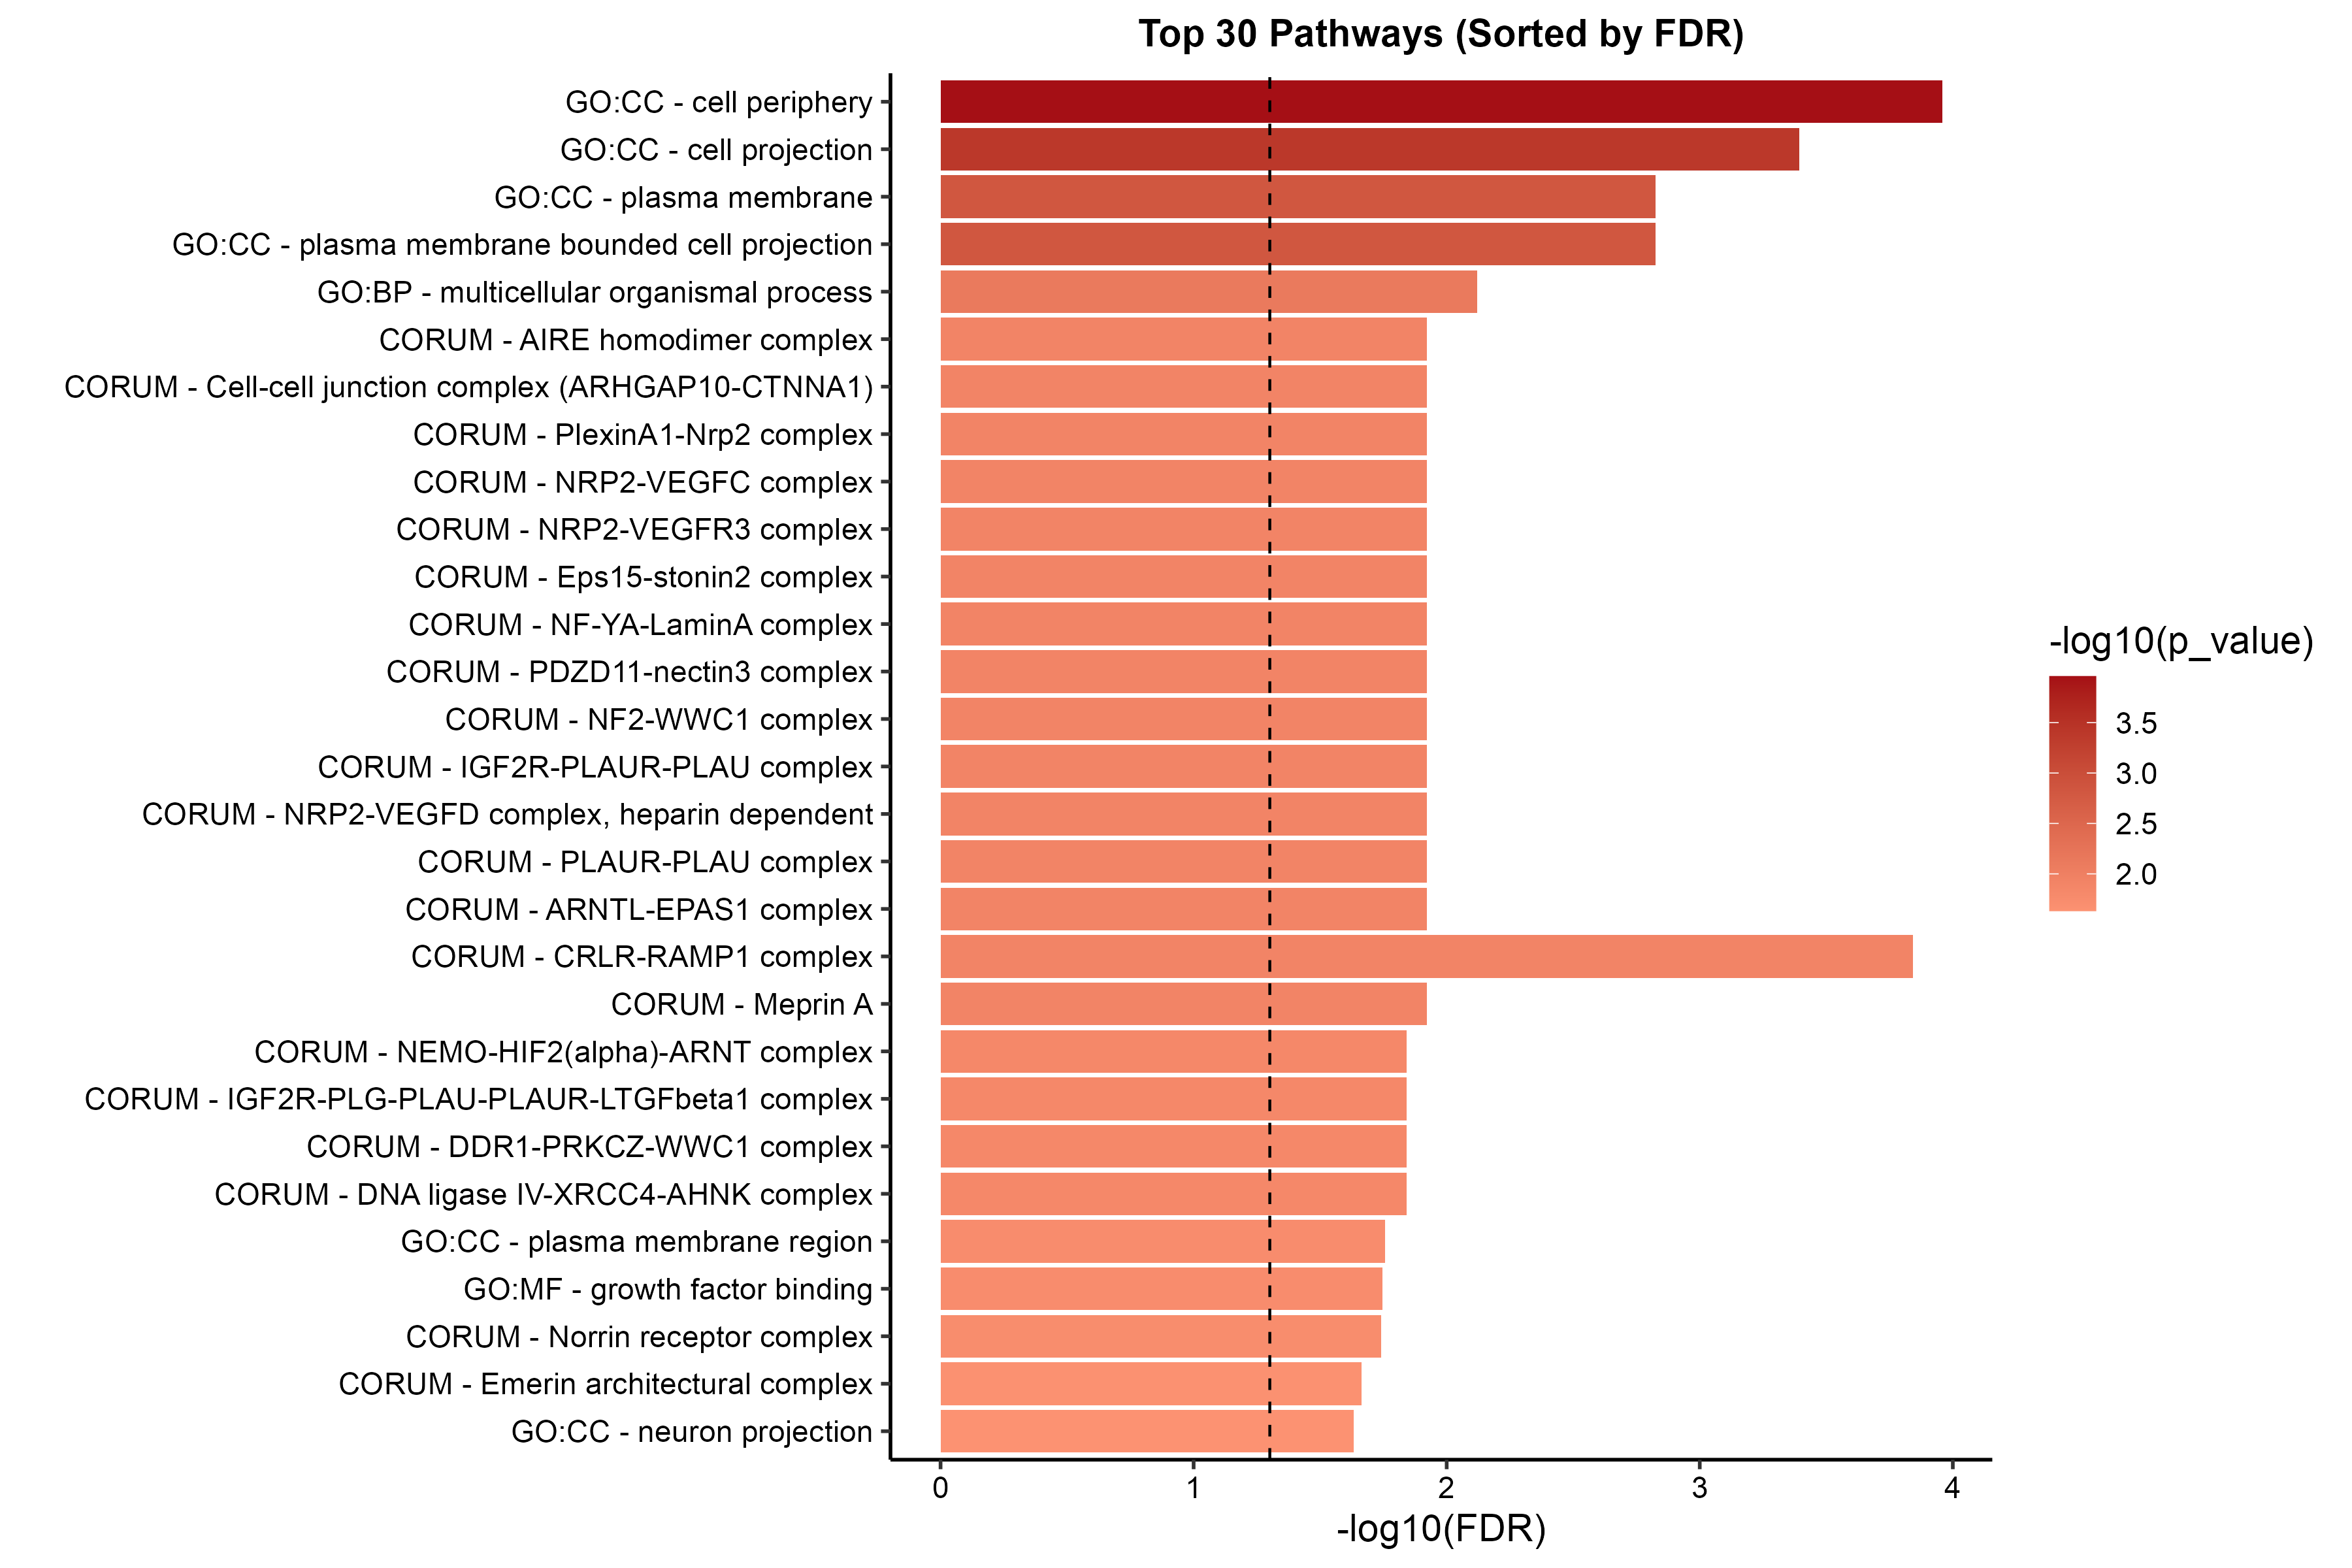 Top 30 Pathways (Sorted by FDR)
GO:CC - cell periphery
GO:CC - cell projection
GO:CC - plasma membrane
GO:CC - plasma membrane bounded cell projection
GO:BP - multicellular organismal process
CORUM - AIRE homodimer complex
CORUM - Cell-cell junction complex (ARHGAP10-CTNNA1)
CORUM - PlexinA1-Nrp2 complex
CORUM - NRP2-VEGFC complex
CORUM - NRP2-VEGFR3 complex
CORUM - Eps15-stonin2 complex
CORUM - NF-YA-LaminA complex
CORUM - PDZD11-nectin3 complex
CORUM - NF2-WWC1 complex
CORUM - IGF2R-PLAUR-PLAU complex
CORUM - NRP2-VEGFD complex, heparin dependent
CORUM - PLAUR-PLAU complex
CORUM - ARNTL-EPAS1 complex
CORUM - CRLR-RAMP1 complex
CORUM - Meprin A
CORUM - NEMO-HIF2(alpha)-ARNT complex
CORUM - IGF2R-PLG-PLAU-PLAUR-LTGFbeta1 complex
CORUM - DDR1-PRKCZ-WWC1 complex
CORUM - DNA ligase IV-XRCC4-AHNK complex
GO:CC - plasma membrane region
GO:MF - growth factor binding
CORUM - Norrin receptor complex
CORUM - Emerin architectural complex
GO:CC - neuron projection
0 1 2 3 4
-log10(FDR)
-log10(p_value)
3.5
3.0
2.5
2.0